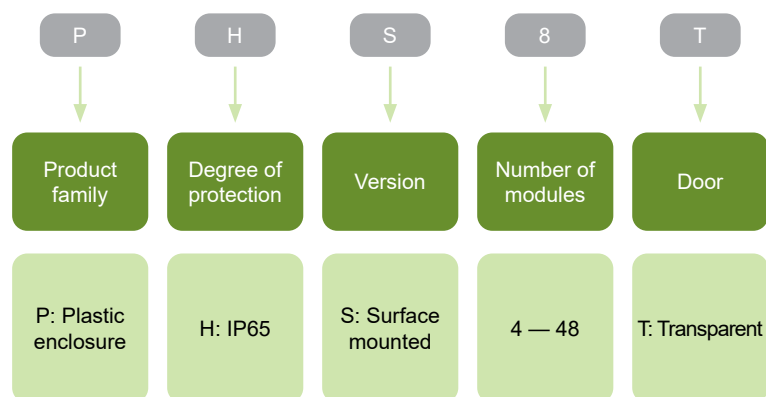 P H S 8 T
Product family
Degree of protection
Version
Number of modules
Door
P: Plastic enclosure
H: IP65
S: Surface mounted
4 — 48
T: Transparent